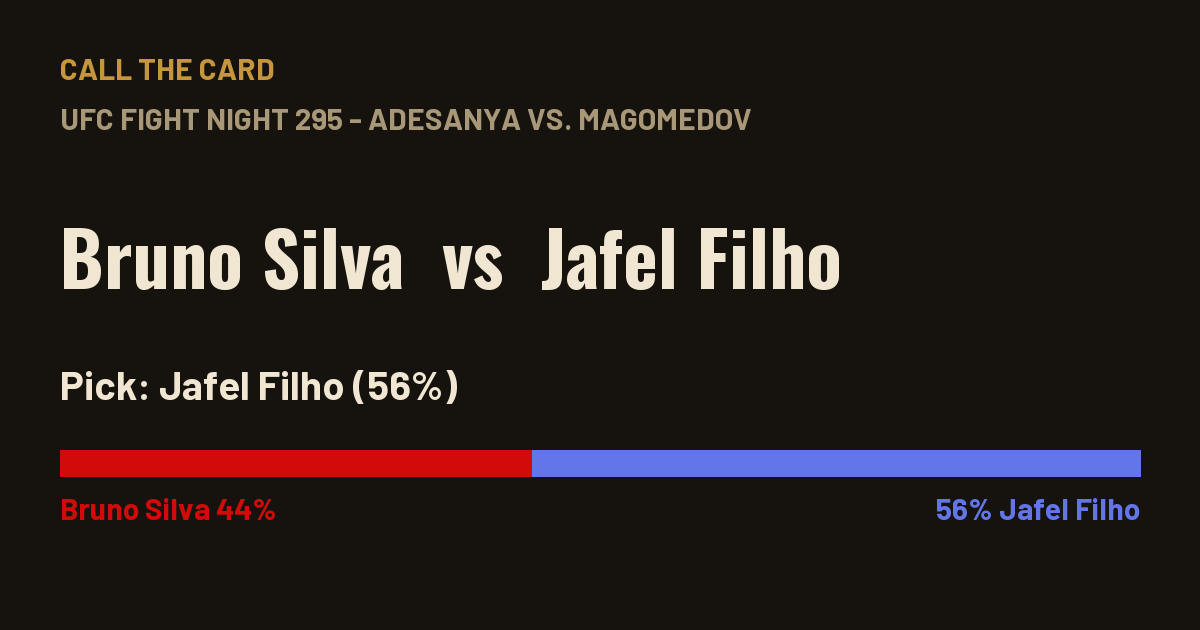 CALL THE CARD
UFC FIGHT NIGHT 295 - ADESANYA VS. MAGOMEDOV
Bruno Silva vs Jafel Filho
Pick: Jafel Filho (56%)
Bruno Silva 44%
56% Jafel Filho